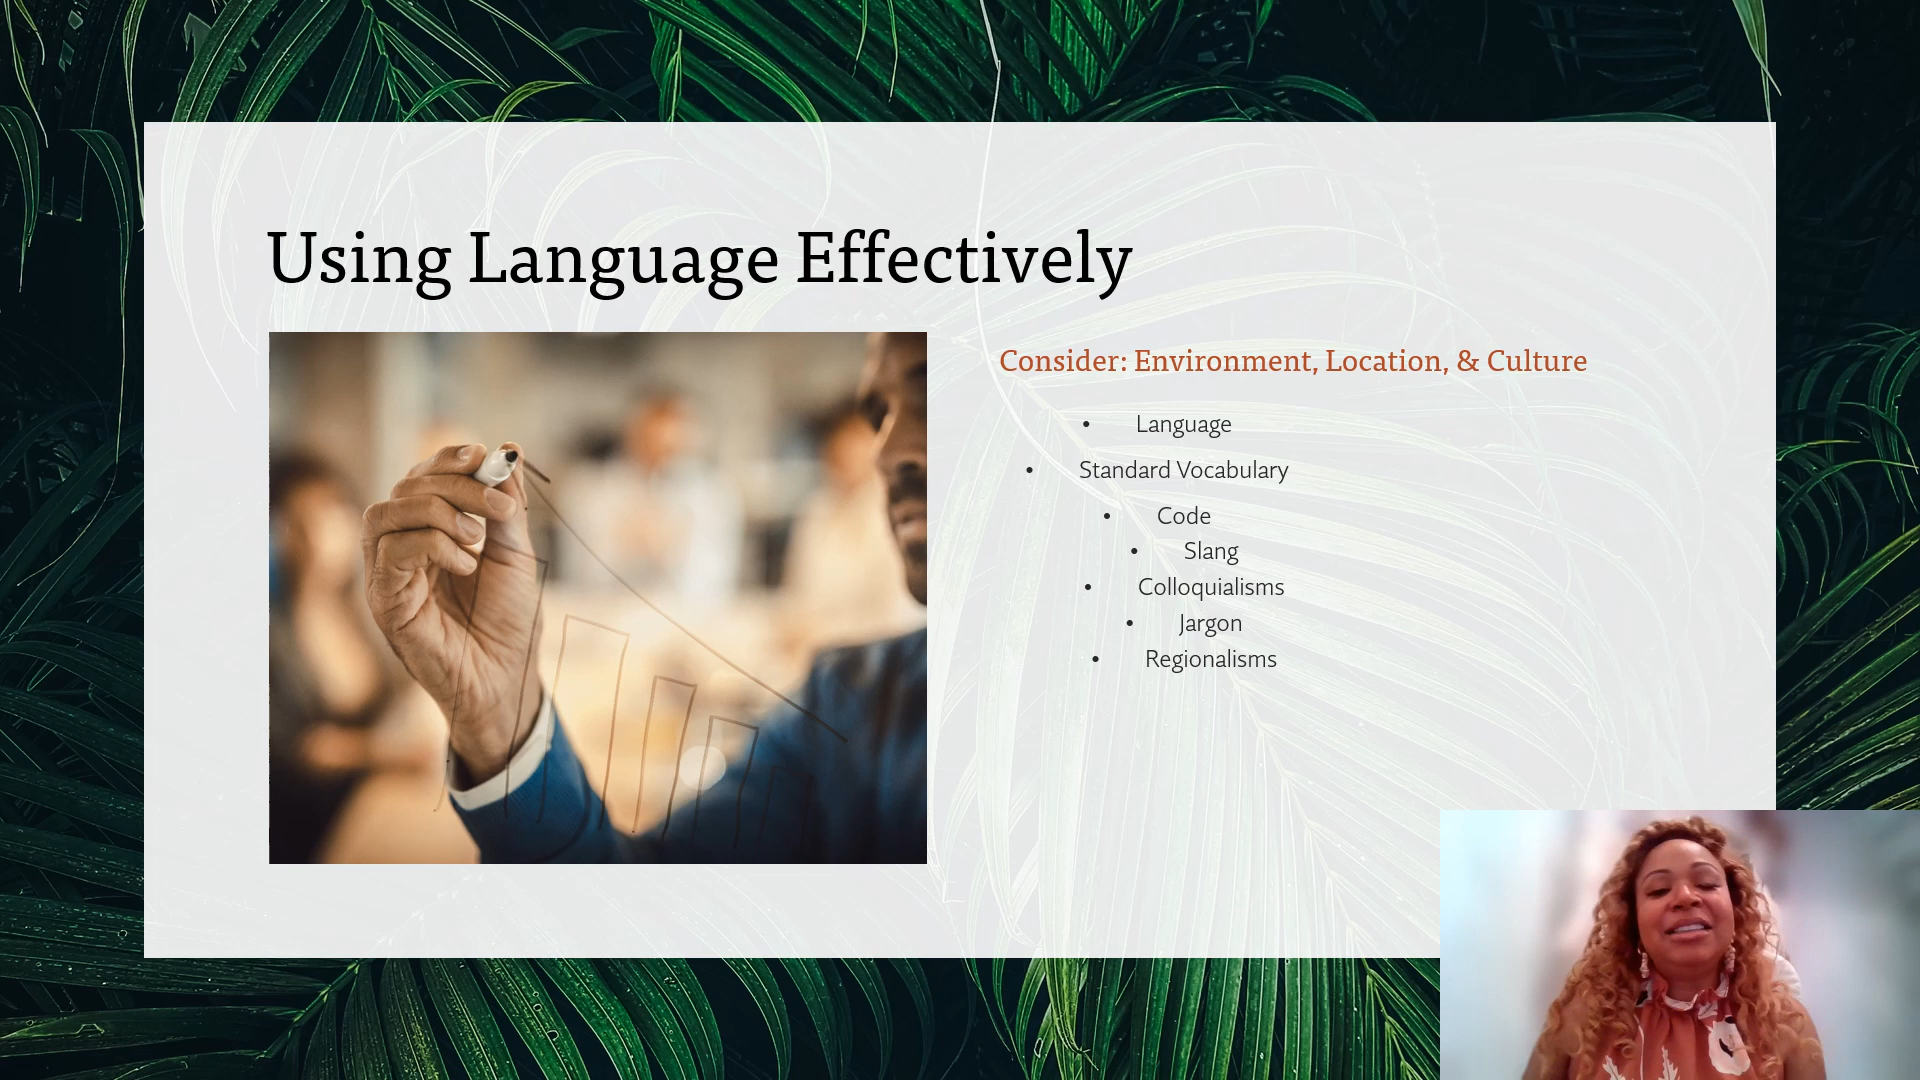 Using Language Effectively
Consider: Environment, Location, & Culture
• Language
• Standard Vocabulary
• Code
• Slang
• Colloquialisms
• Jargon
• Regionalisms